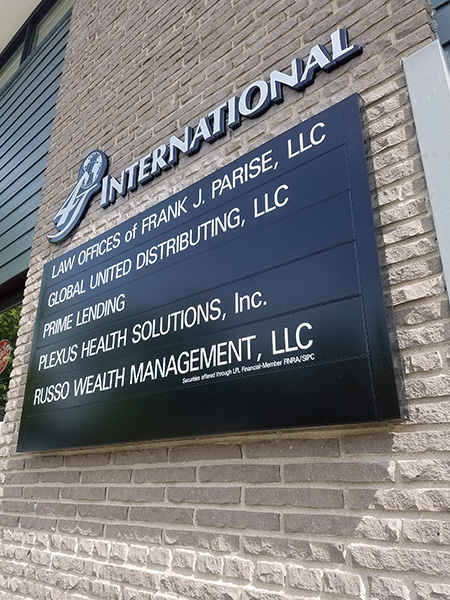 INTERNATIONAL
LAW OFFICES of FRANK J. PARISE, LLC
GLOBAL UNITED DISTRIBUTING, LLC
PRIME LENDING
PLEXUS HEALTH SOLUTIONS, Inc.
RUSSO WEALTH MANAGEMENT, LLC
Securities offered through LPL Financial-Member FINRA/SIPC